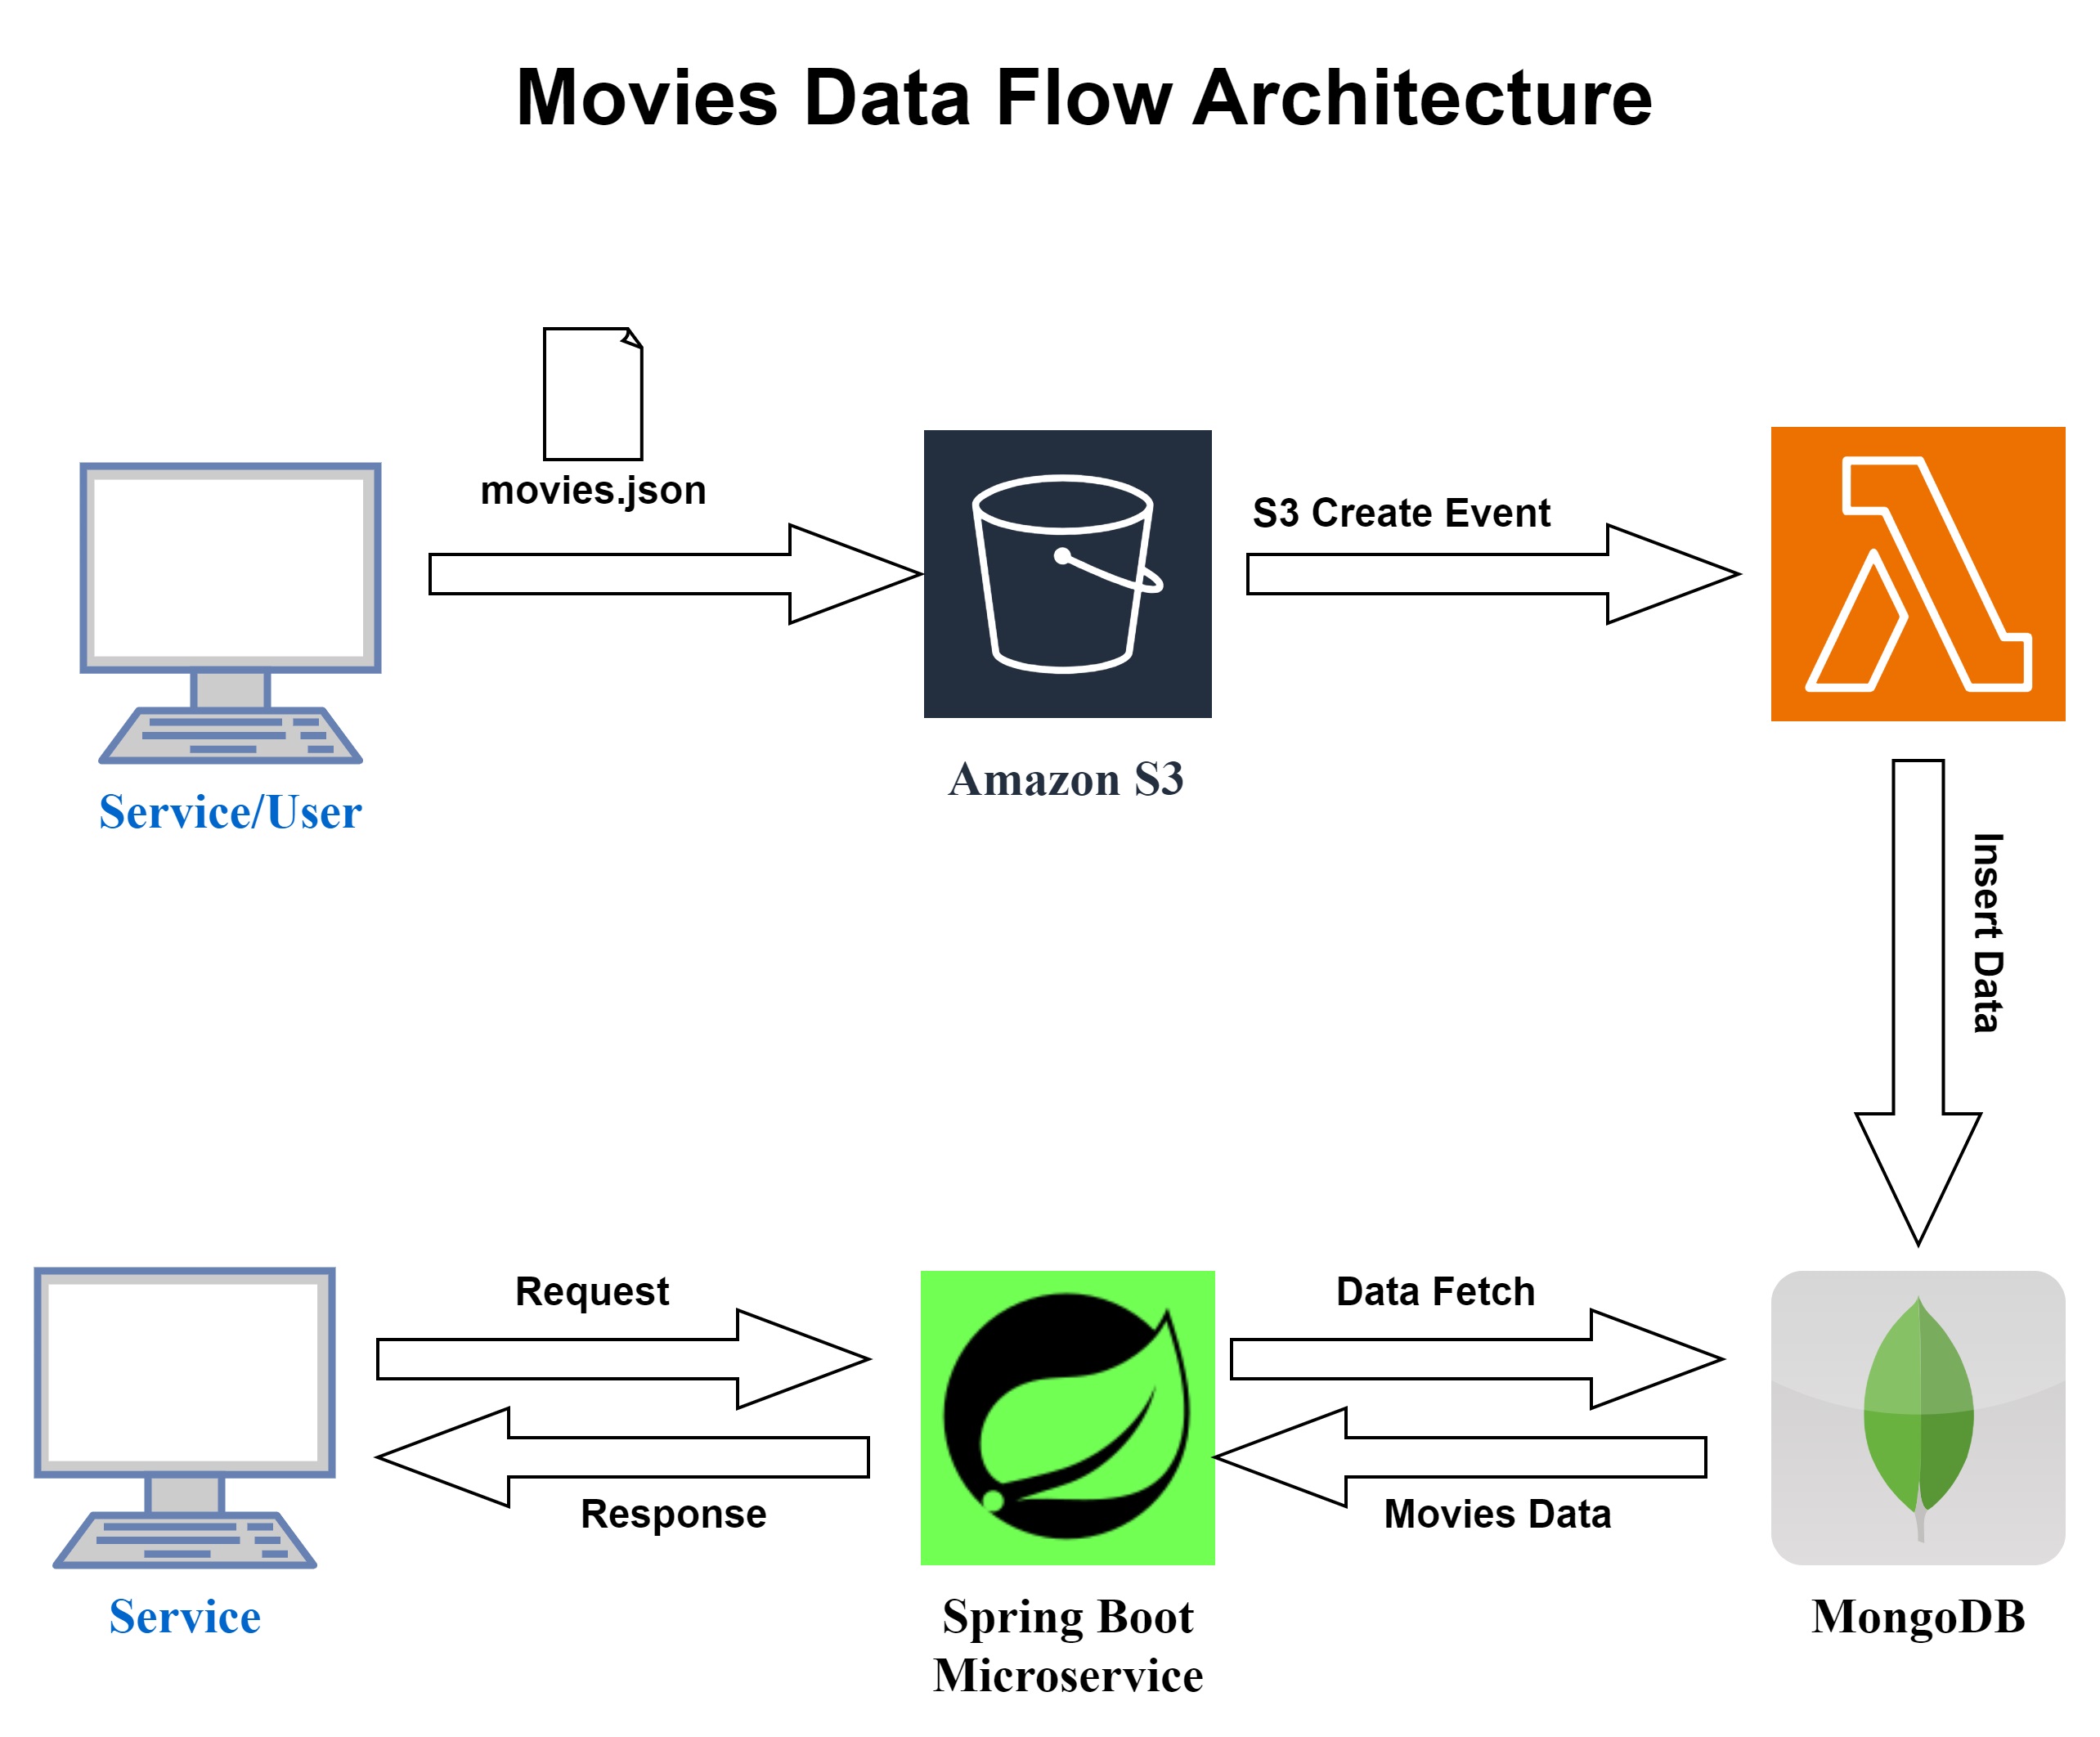 Movies Data Flow Architecture
movies.json
S3 Create Event
Amazon S3
Service/User
Insert Data
Request
Data Fetch
Response
Movies Data
Service
Spring Boot
Microservice
MongoDB